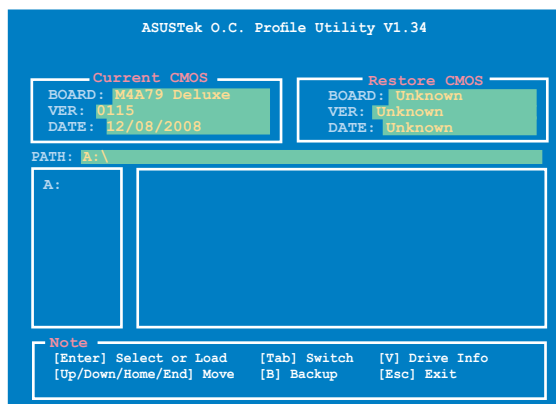 ASUSTek O.C. Profile Utility V1.34
Current CMOS
BOARD: M4A79 Deluxe
VER: 0115
DATE: 12/08/2008
Restore CMOS
BOARD: Unknown
VER: Unknown
DATE: Unknown
PATH: A:\
A:
Note
[Enter] Select or Load [Tab] Switch [V] Drive Info
[Up/Down/Home/End] Move [B] Backup [Esc] Exit